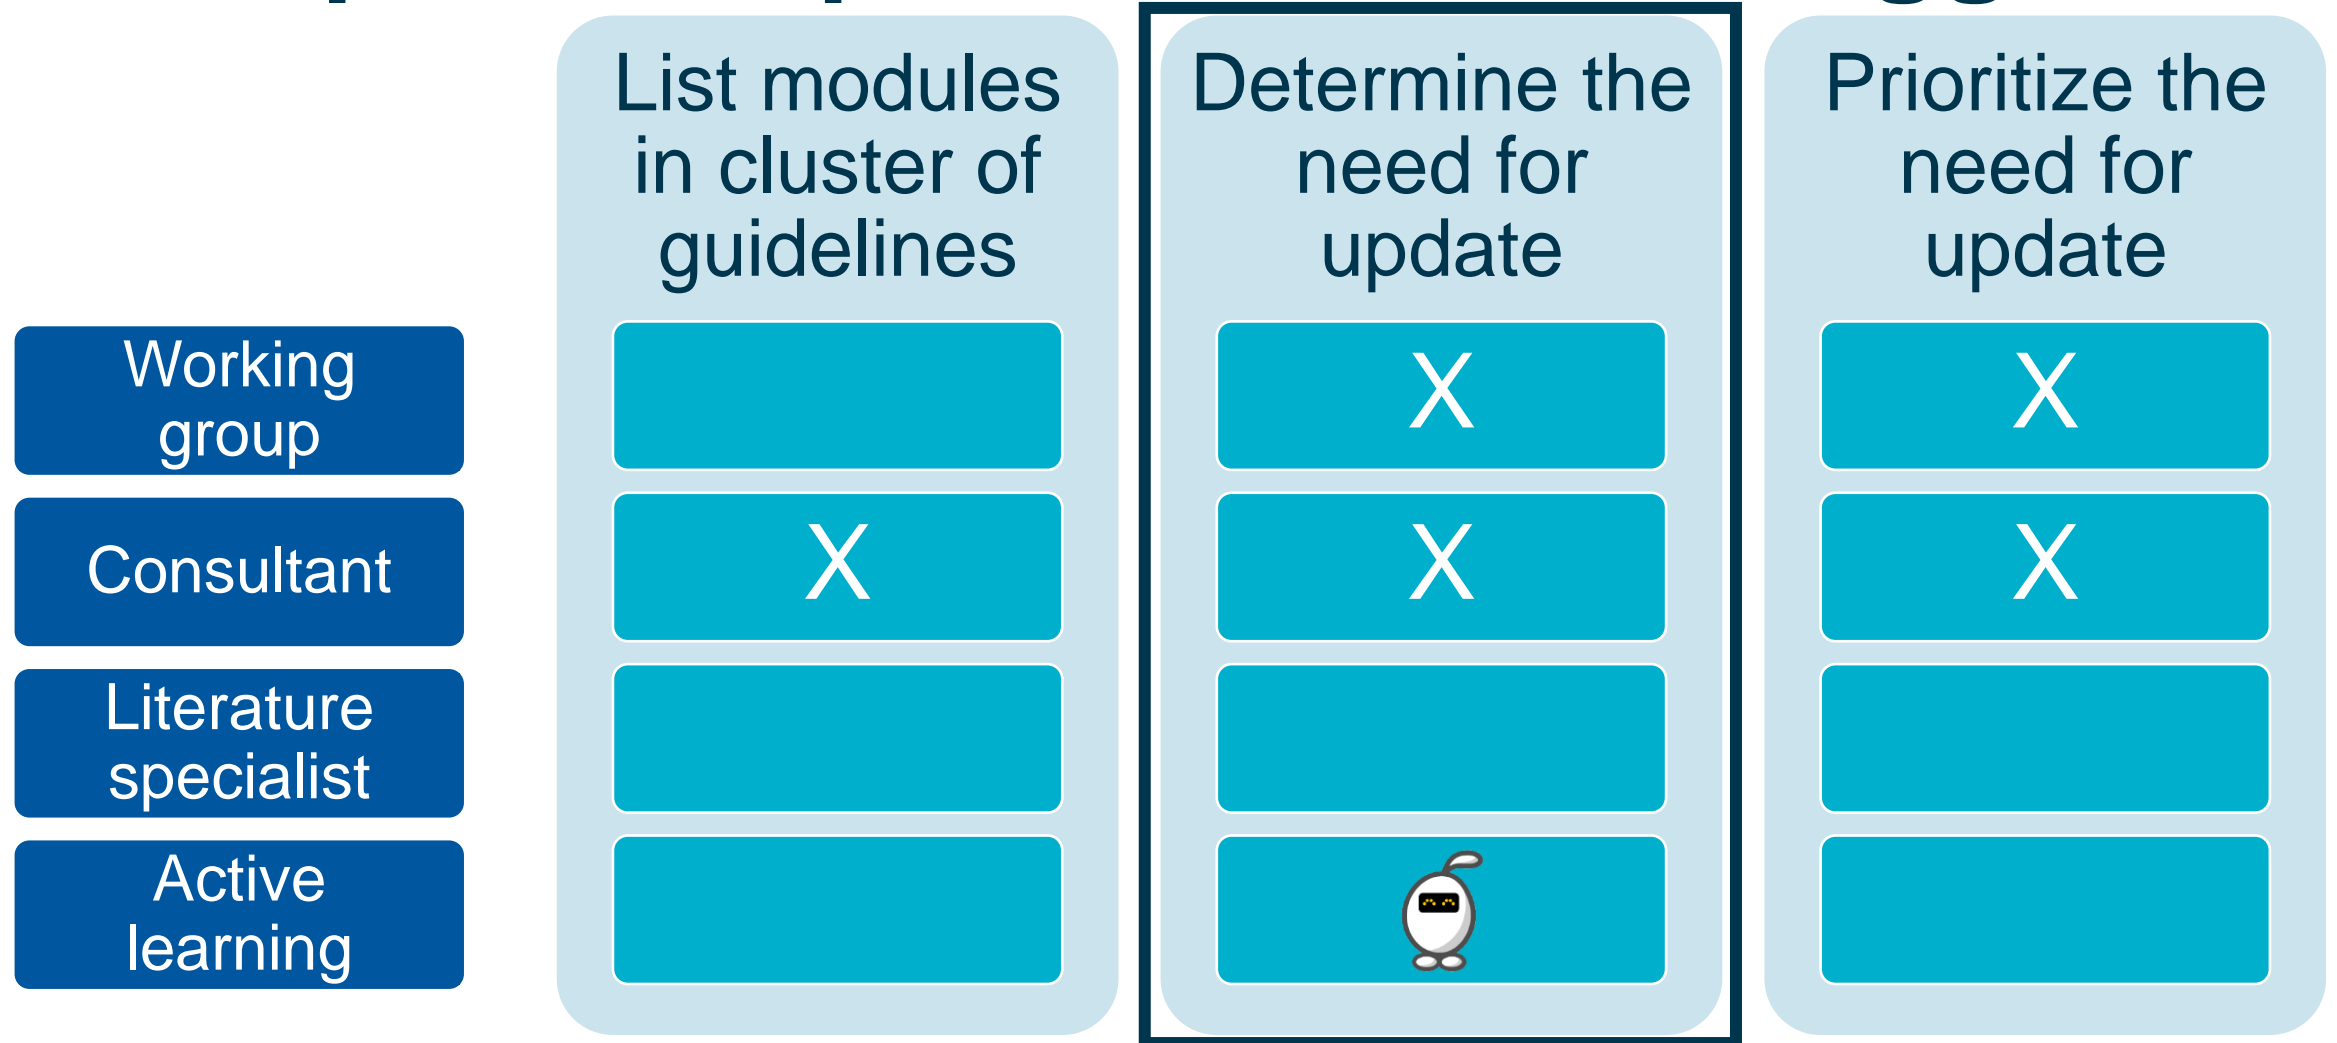 List modules
in cluster of
guidelines
Determine the
need for
update
Prioritize the
need for
update
Working
group
X
X
Consultant
X
X
X
Literature
specialist
Active
learning